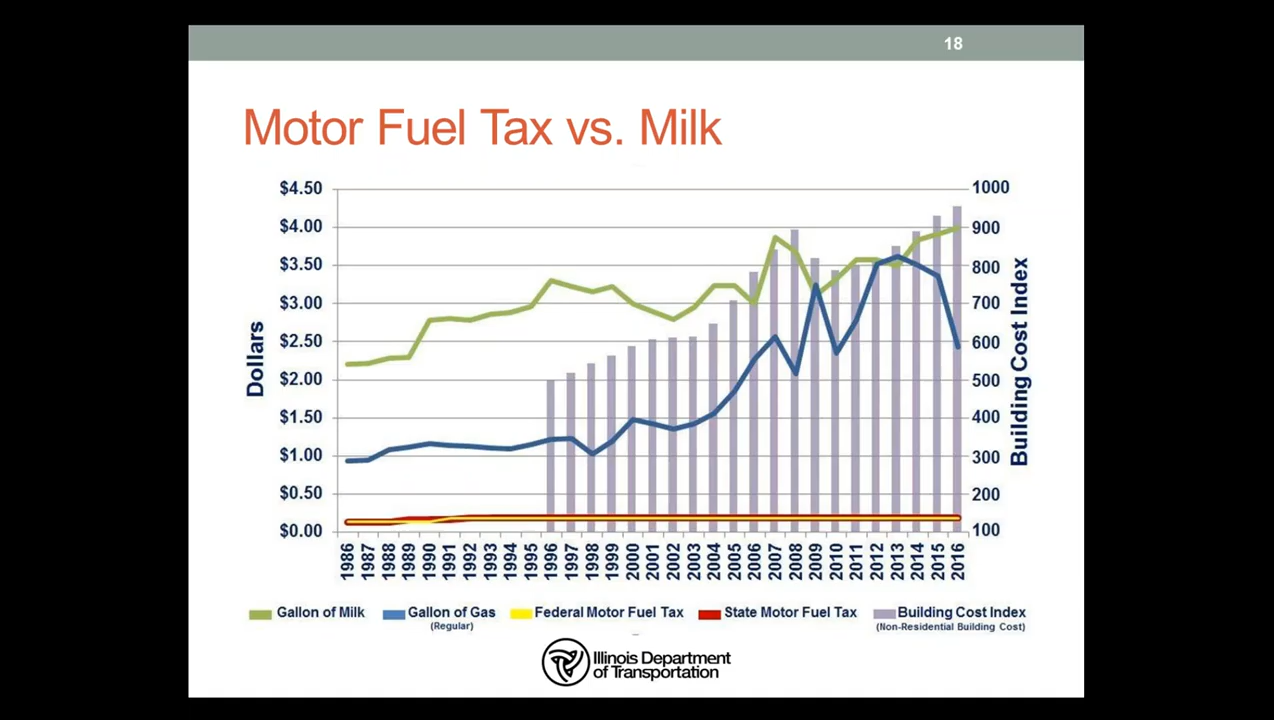 18
Motor Fuel Tax vs. Milk
$4.50
$4.00
$3.50
$3.00
$2.50
$2.00
$1.50
$1.00
$0.50
$0.00
Dollars
1000
900
800
700
600
500
400
300
200
100
Building Cost Index
1986 1987 1988 1989 1990 1991 1992 1993 1994 1995 1996 1997 1998 1999 2000 2001 2002 2003 2004 2005 2006 2007 2008 2009 2010 2011 2012 2013 2014 2015 2016
Gallon of Milk Gallon of Gas Federal Motor Fuel Tax State Motor Fuel Tax Building Cost Index
(Regular) (Non-Residential Building Cost)
Illinois Department
of Transportation